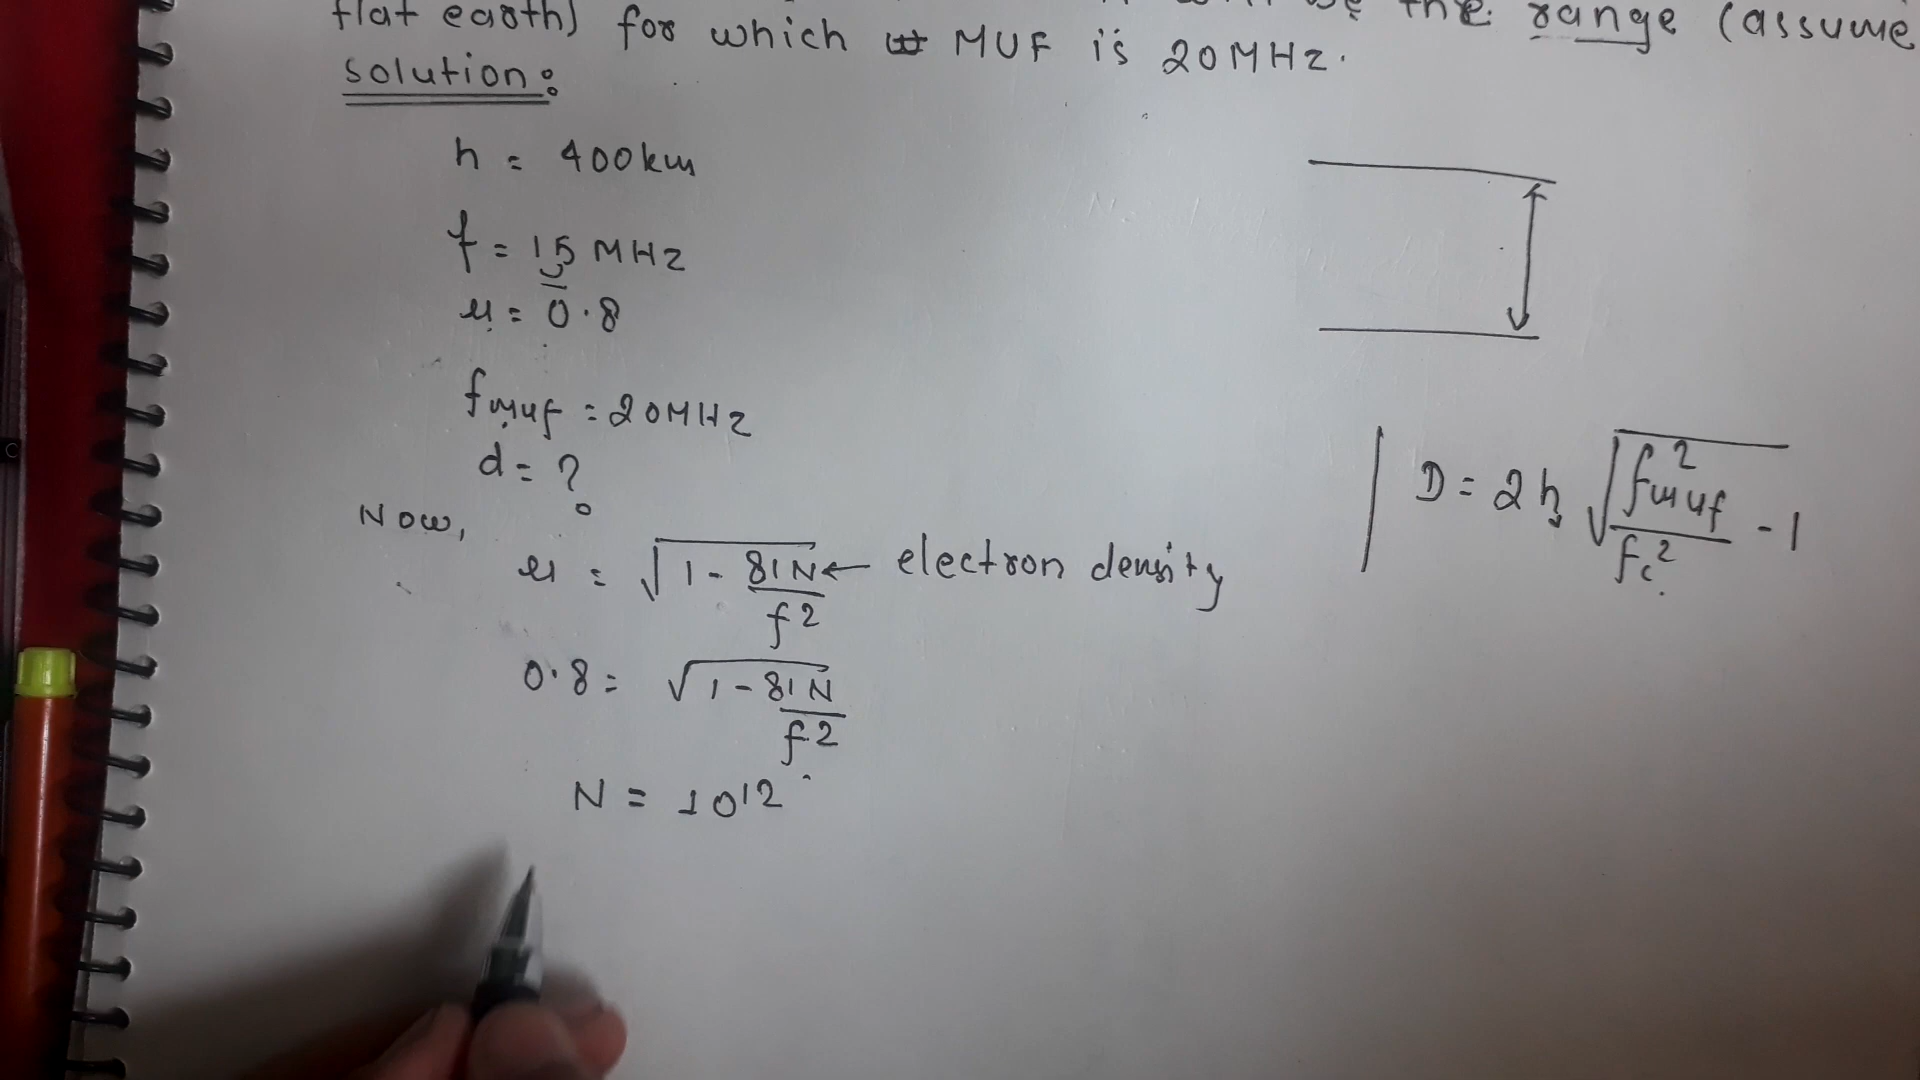 flat earth) for which MUF is 20MHz.
the range (assume
solution:
h = 400km
f = 15 MHz
μ = 0.8
fmuf = 20MHz
d = ?
Now,
μ = √1 - 81N/f² ← electron density
0.8 = √1 - 81N/f²
N = 10¹²
D = 2h √f²muf/fc² - 1